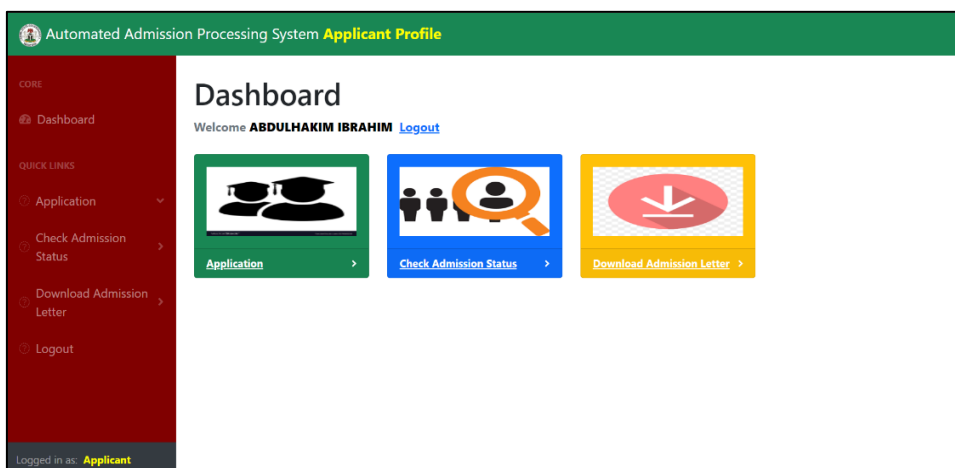 Automated Admission Processing System Applicant Profile
CORE
Dashboard
QUICK LINKS
Application
Check Admission
Status
Download Admission
Letter
Logout
Logged in as: Applicant
Dashboard
Welcome ABDULHAKIM IBRAHIM Logout
Application
Check Admission Status
Download Admission Letter